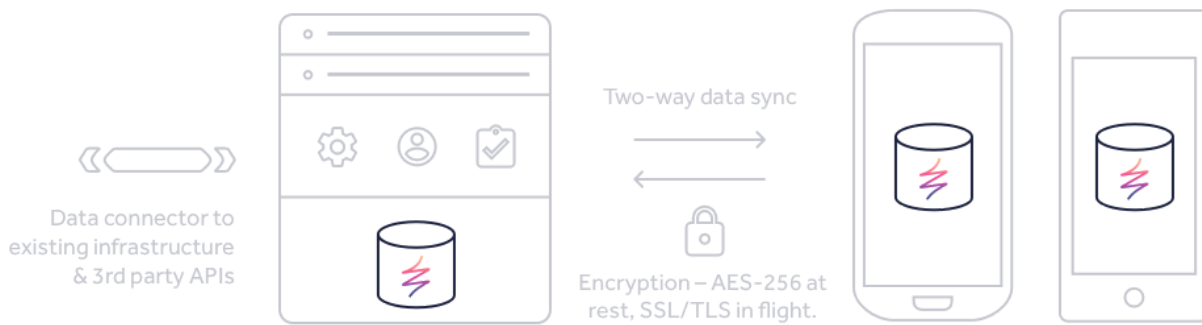 Data connector to
existing infrastructure
& 3rd party APIs
Two-way data sync
Encryption – AES-256 at
rest, SSL/TLS in flight.